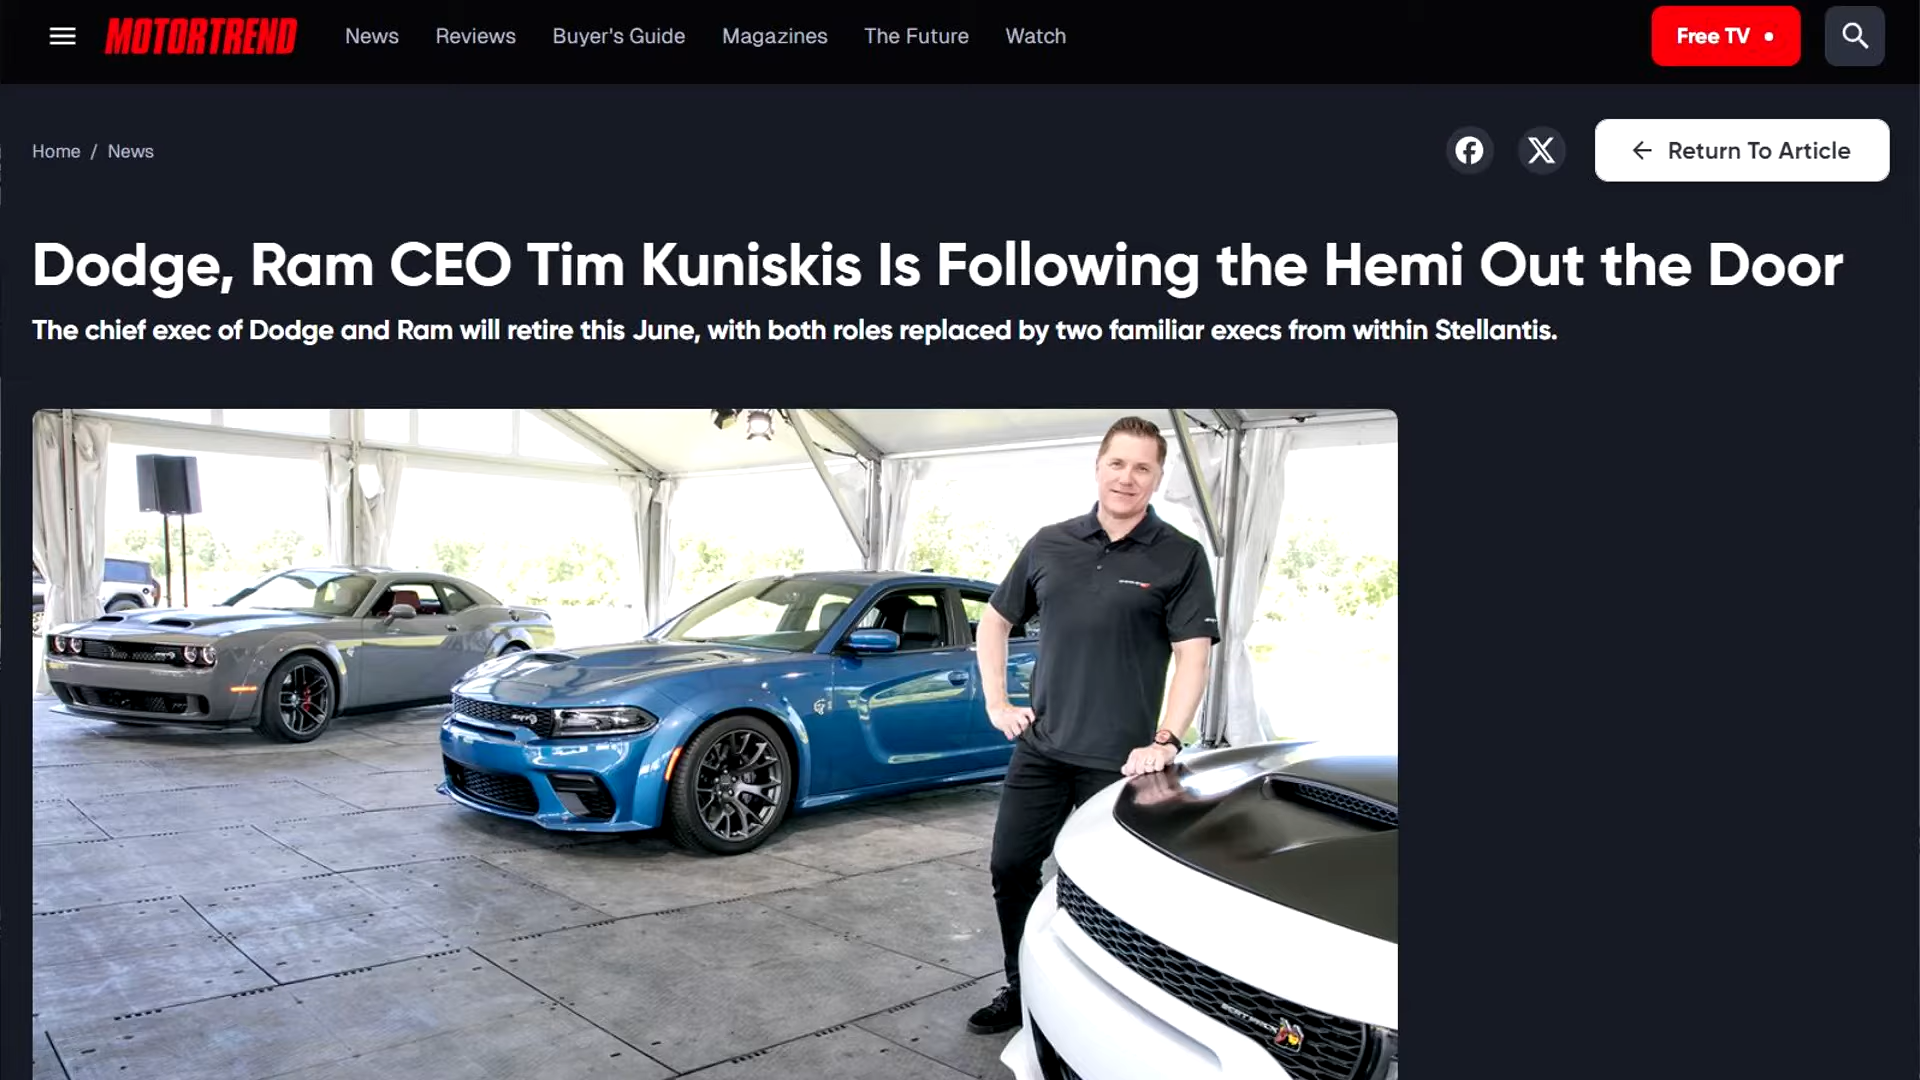 MOTORTREND
News
Reviews
Buyer's Guide
Magazines
The Future
Watch
Free TV
Home / News
Return To Article
Dodge, Ram CEO Tim Kuniskis Is Following the Hemi Out the Door
The chief exec of Dodge and Ram will retire this June, with both roles replaced by two familiar execs from within Stellantis.
SCAT PACK